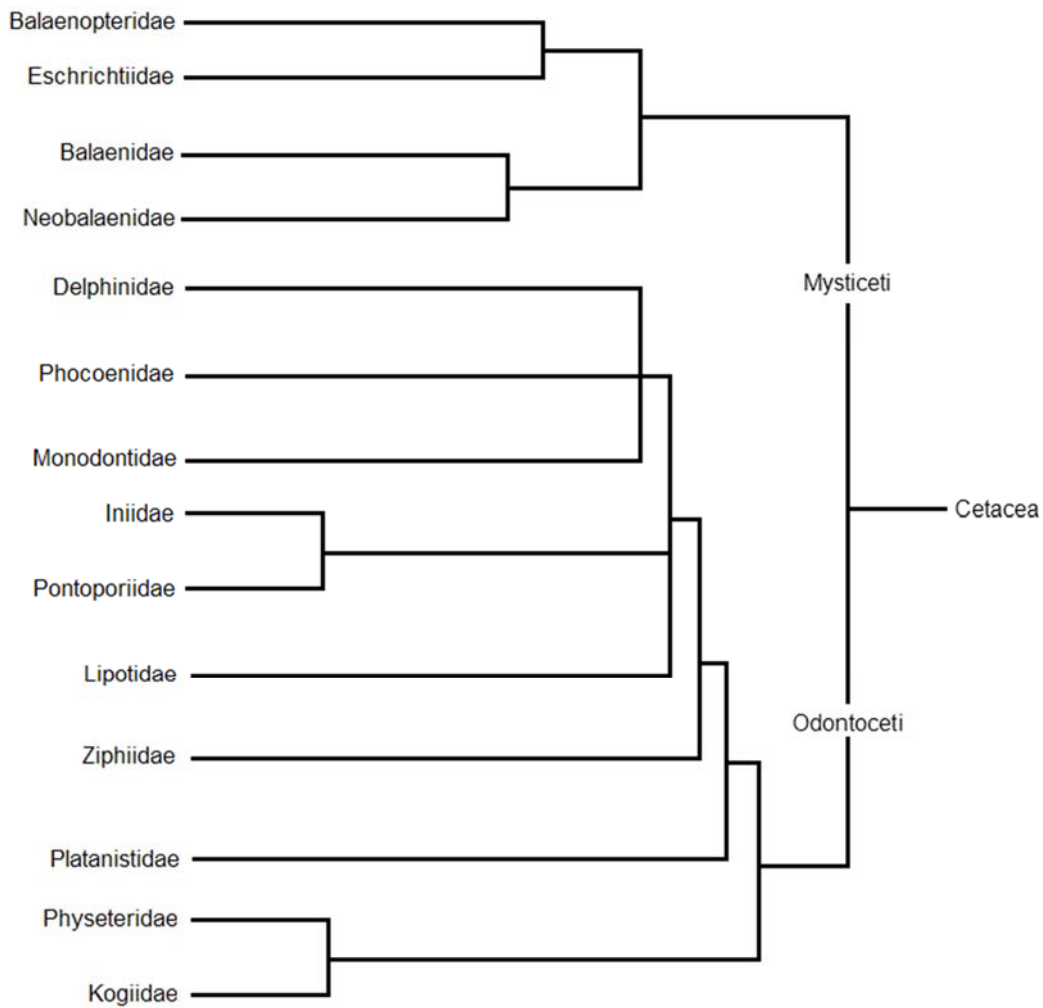 Balaenopteridae
Eschrichtiidae
Balaenidae
Neobalaenidae
Delphinidae
Mysticeti
Phocoenidae
Monodontidae
Iniidae
Cetacea
Pontoporiidae
Lipotidae
Odontoceti
Ziphiidae
Platanistidae
Physeteridae
Kogiidae